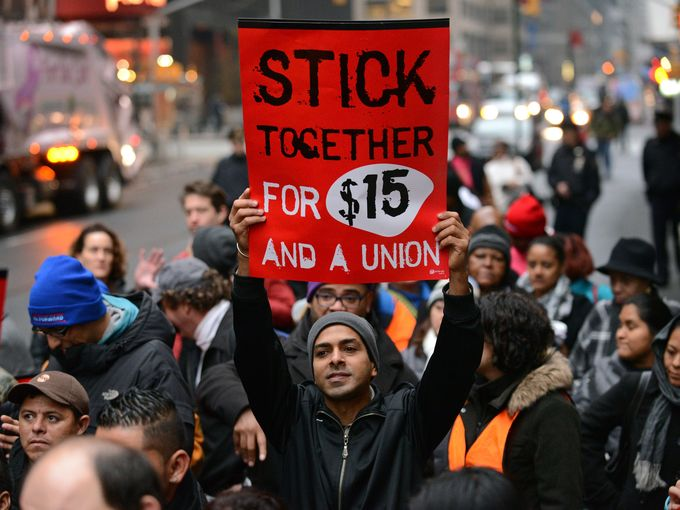 STICK
TOGETHER
FOR $15
AND A UNION